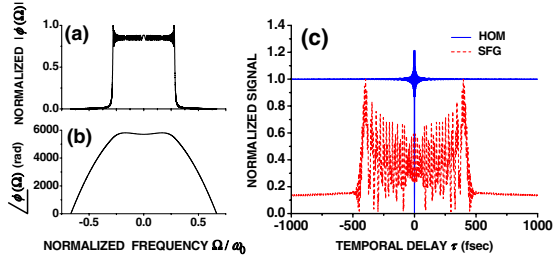 NORMALIZED |ϕ(Ω)|
1.0
0.5
0.0
(a)
∠ϕ(Ω) (rad)
6000
4000
2000
0
(b)
-0.5 0.0 0.5
NORMALIZED FREQUENCY Ω/ω₀
NORMALIZED SIGNAL
1.4
1.2
1.0
0.8
0.6
0.4
0.2
0.0
(c)
HOM
SFG
-1000 -500 0 500 1000
TEMPORAL DELAY τ (fsec)